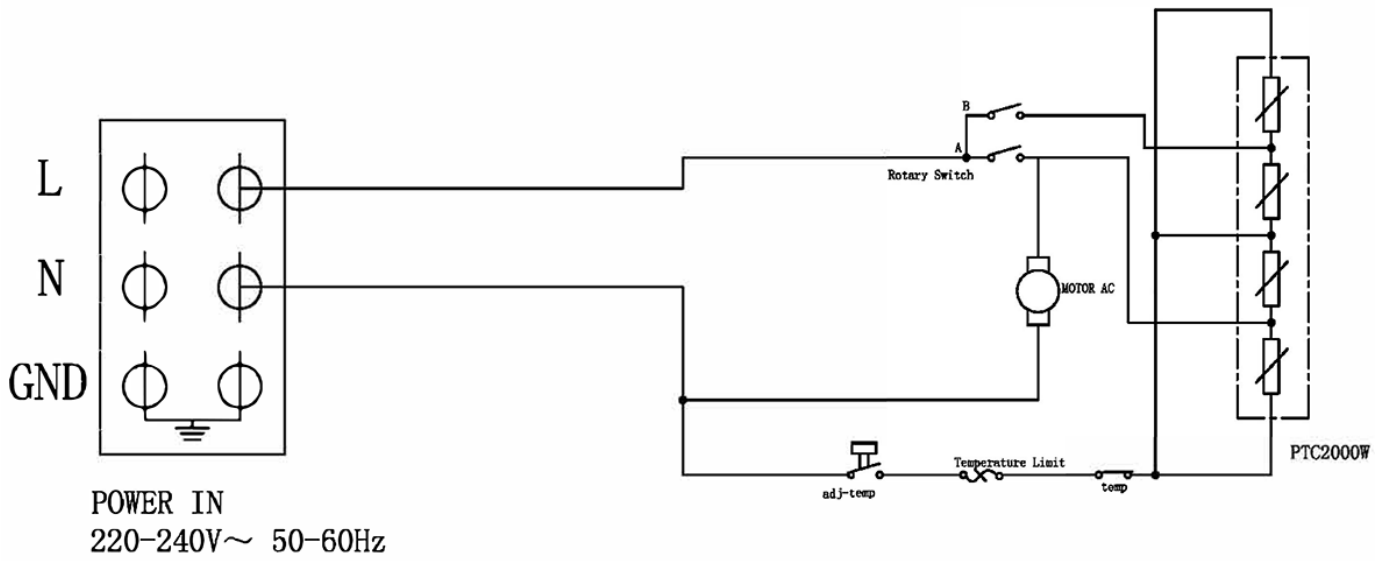 L
N
GND
POWER IN
220-240V～ 50-60Hz
B
A
Rotary Switch
MOTOR AC
adj-temp
Temperature Limit
temp
PTC2000W